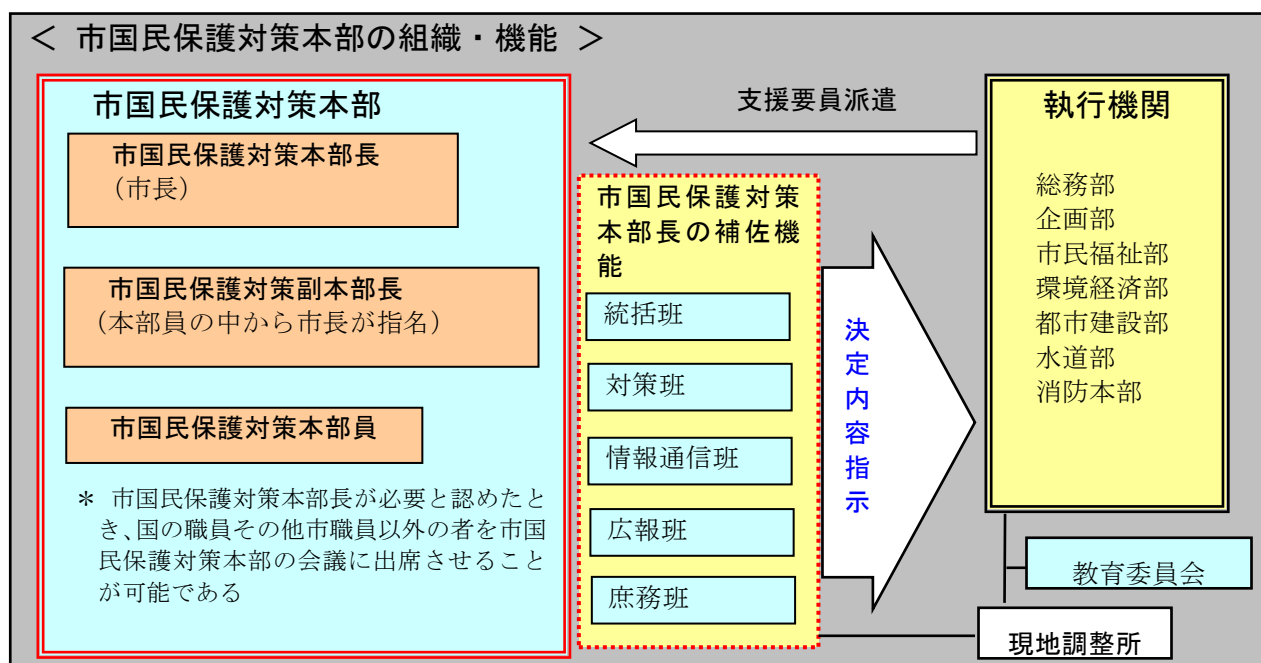 ＜ 市国民保護対策本部の組織・機能 ＞
市国民保護対策本部
市国民保護対策本部長
（市長）
市国民保護対策副本部長
（本部員の中から市長が指名）
市国民保護対策本部員
＊ 市国民保護対策本部長が必要と認めたと
き、国の職員その他市職員以外の者を市国
民保護対策本部の会議に出席させること
が可能である
支援要員派遣
市国民保護対策
本部長の補佐機
能
統括班
対策班
情報通信班
広報班
庶務班
決
定
内
容
指
示
執行機関
総務部
企画部
市民福祉部
環境経済部
都市建設部
水道部
消防本部
教育委員会
現地調整所